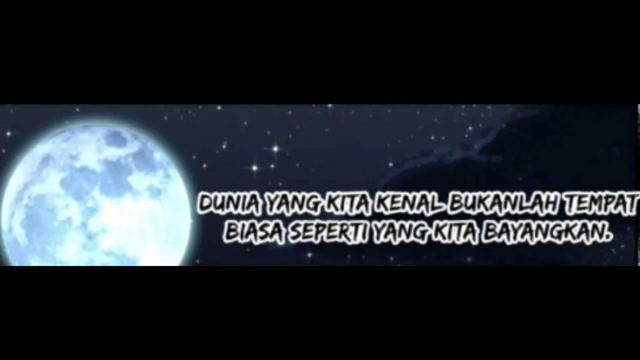 DUNIA YANG KITA KENAL BUKANLAH TEMPAT
BIASA SEPERTI YANG KITA BAYANGKAN.